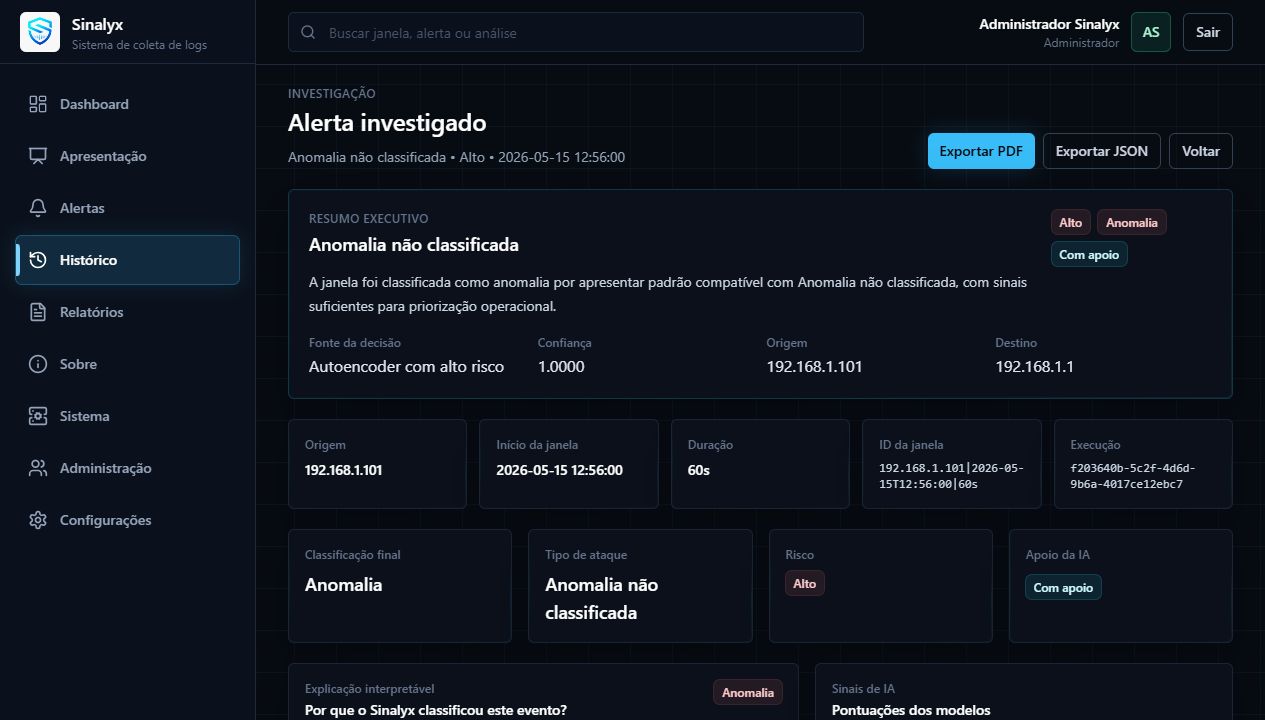 Sinalyx
Sistema de coleta de logs
Dashboard
Apresentação
Alertas
Histórico
Relatórios
Sobre
Sistema
Administração
Configurações
Buscar janela, alerta ou análise
Administrador Sinalyx
Administrador
AS
Sair
INVESTIGAÇÃO
Alerta investigado
Anomalia não classificada • Alto • 2026-05-15 12:56:00
Exportar PDF
Exportar JSON
Voltar
RESUMO EXECUTIVO
Anomalia não classificada
Alto
Anomalia
Com apoio
A janela foi classificada como anomalia por apresentar padrão compatível com Anomalia não classificada, com sinais
suficientes para priorização operacional.
Fonte da decisão
Autoencoder com alto risco
Confiança
1.0000
Origem
192.168.1.101
Destino
192.168.1.1
Origem
192.168.1.101
Início da janela
2026-05-15 12:56:00
Duração
60s
ID da janela
192.168.1.101|2026-05-
15T12:56:00|60s
Execução
f203640b-5c2f-4d6d-
9b6a-4017ce12ebc7
Classificação final
Anomalia
Tipo de ataque
Anomalia não
classificada
Risco
Alto
Apoio da IA
Com apoio
Explicação interpretável
Por que o Sinalyx classificou este evento?
Anomalia
Sinais de IA
Pontuações dos modelos